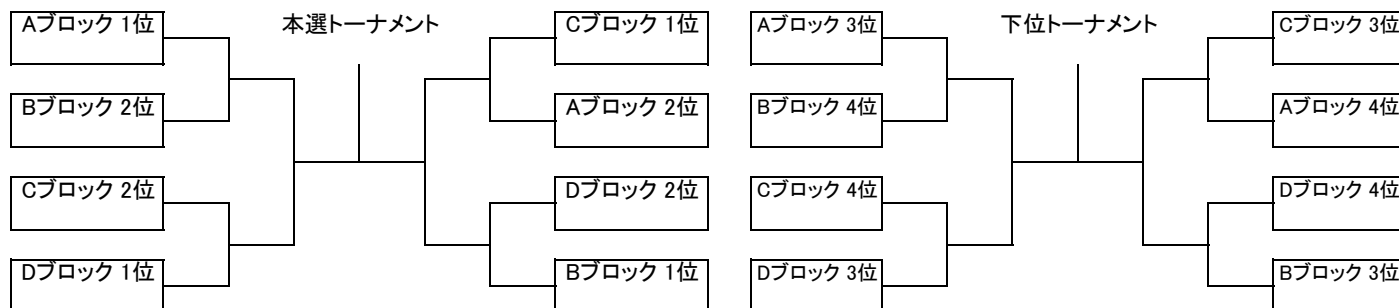 Aブロック 1位
本選トーナメント
Cブロック 1位
Bブロック 2位
Aブロック 2位
Cブロック 2位
Dブロック 2位
Dブロック 1位
Bブロック 1位
Aブロック 3位
下位トーナメント
Cブロック 3位
Bブロック 4位
Aブロック 4位
Cブロック 4位
Dブロック 4位
Dブロック 3位
Bブロック 3位